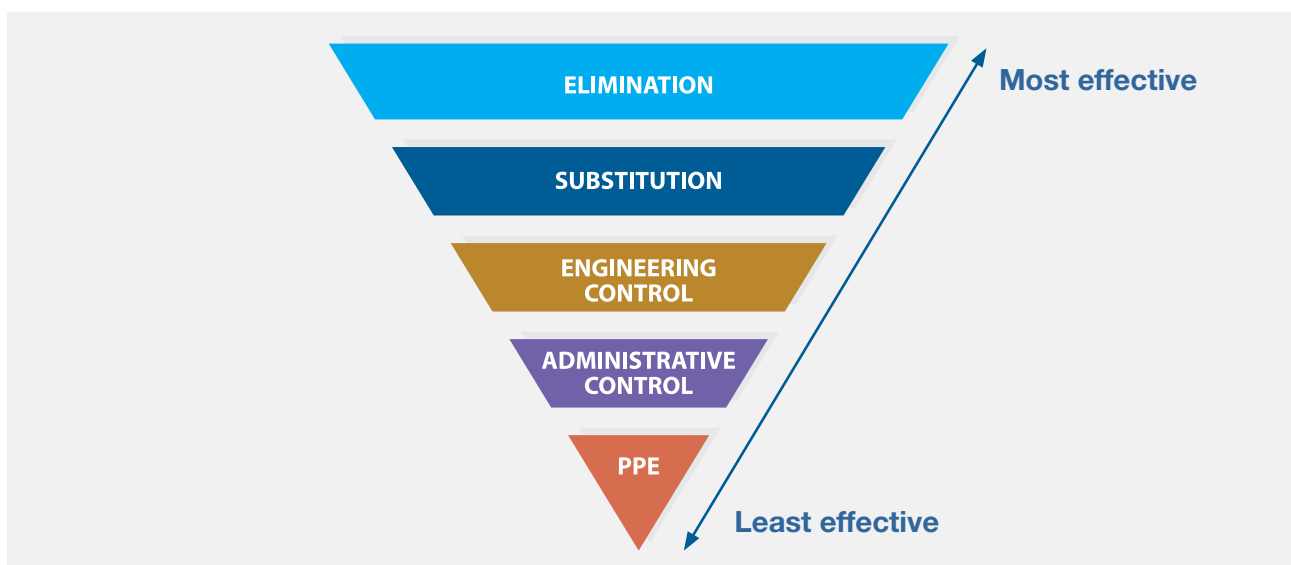 ELIMINATION
Most effective
SUBSTITUTION
ENGINEERING
CONTROL
ADMINISTRATIVE
CONTROL
PPE
Least effective